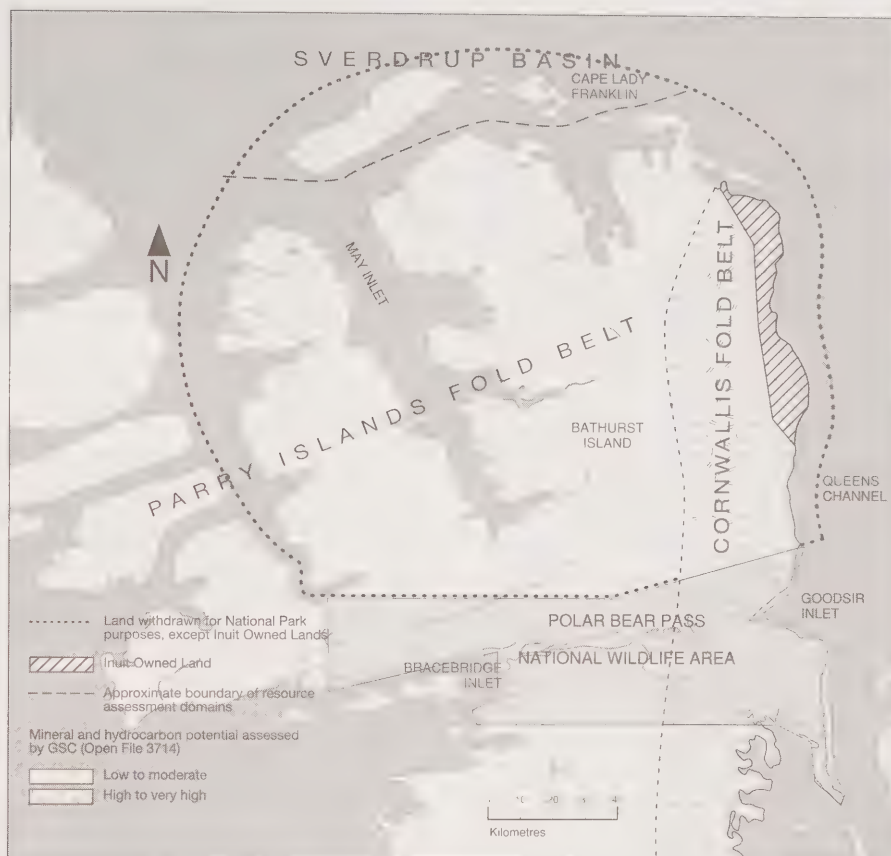 SVERDRUP BASIN
CAPE LADY
FRANKLIN
N
MAY INLET
PARRY ISLANDS FOLD BELT
CORNWALLIS FOLD BELT
BATHURST
ISLAND
QUEENS
CHANNEL
GOODSIR
INLET
POLAR BEAR PASS
NATIONAL WILDLIFE AREA
BRACEBRIDGE
INLET
Land withdrawn for National Park
purposes, except Inuit Owned Lands
Inuit Owned Land
Approximate boundary of resource
assessment domains
Mineral and hydrocarbon potential assessed
by GSC (Open File 3714)
Low to moderate
High to very high
Kilometres